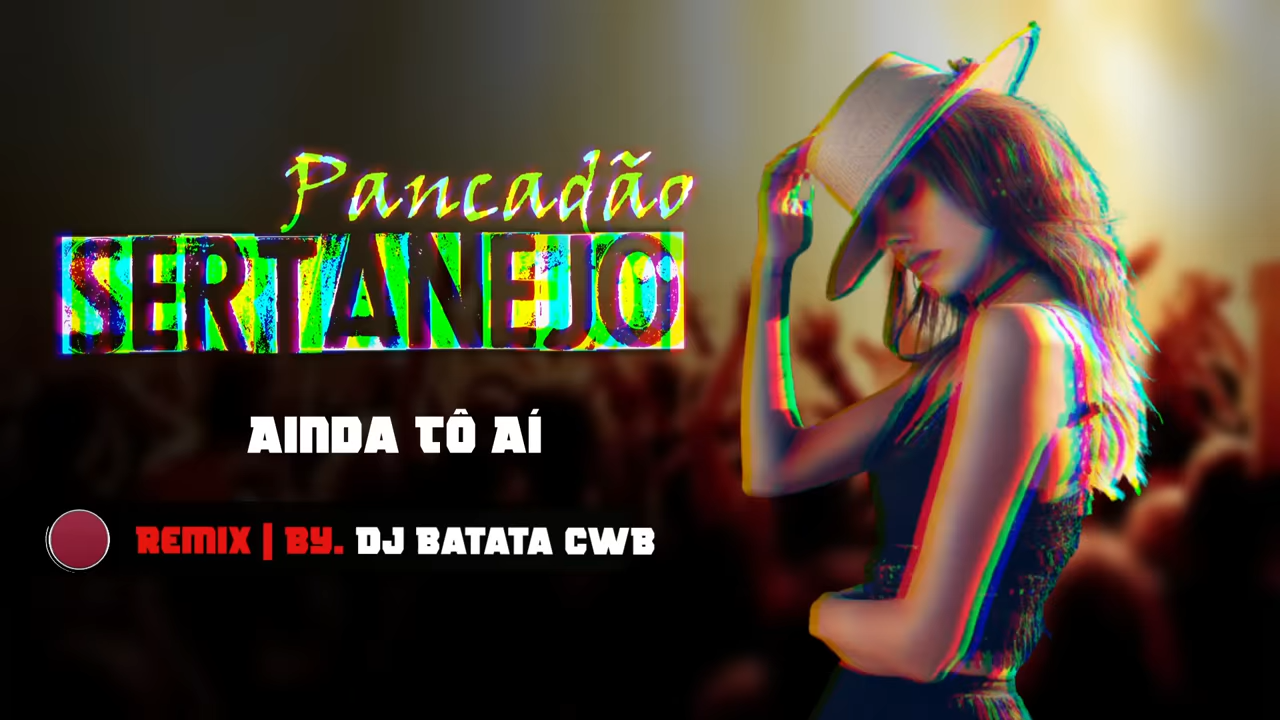 Pancadão
SERTANEJO
AINDA TÔ AÍ
REMIX | BY. DJ BATATA CWB